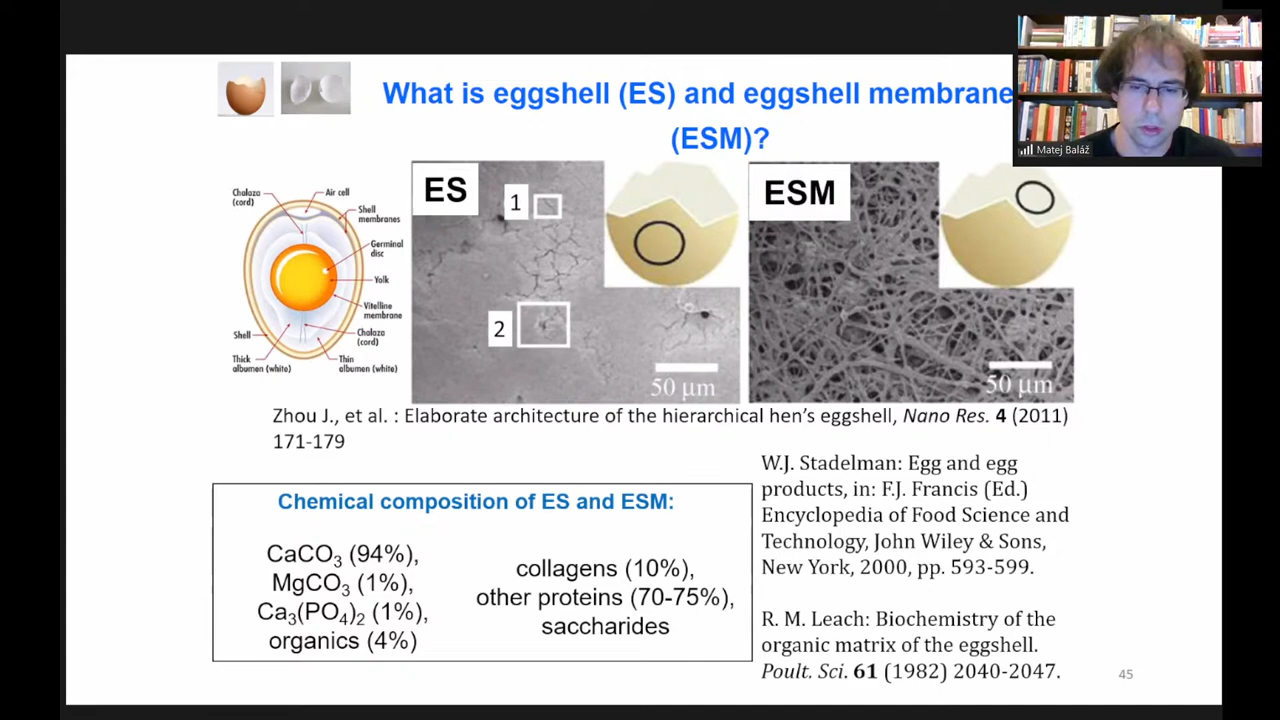 What is eggshell (ES) and eggshell membrane
(ESM)?
Matej Baláž
Chalaza
(cord)
Air cell
Shell
membranes
Germinal
disc
Yolk
Vitelline
membrane
Chalaza
(cord)
Shell
Thick
albumen (white)
Thin
albumen (white)
ES
1
2
50 μm
ESM
50 μm
Zhou J., et al. : Elaborate architecture of the hierarchical hen's eggshell, Nano Res. 4 (2011)
171-179
Chemical composition of ES and ESM:
CaCO₃ (94%),
MgCO₃ (1%),
Ca₃(PO₄)₂ (1%),
organics (4%)
collagens (10%),
other proteins (70-75%),
saccharides
W.J. Stadelman: Egg and egg
products, in: F.J. Francis (Ed.)
Encyclopedia of Food Science and
Technology, John Wiley & Sons,
New York, 2000, pp. 593-599.
R. M. Leach: Biochemistry of the
organic matrix of the eggshell.
Poult. Sci. 61 (1982) 2040-2047.
45